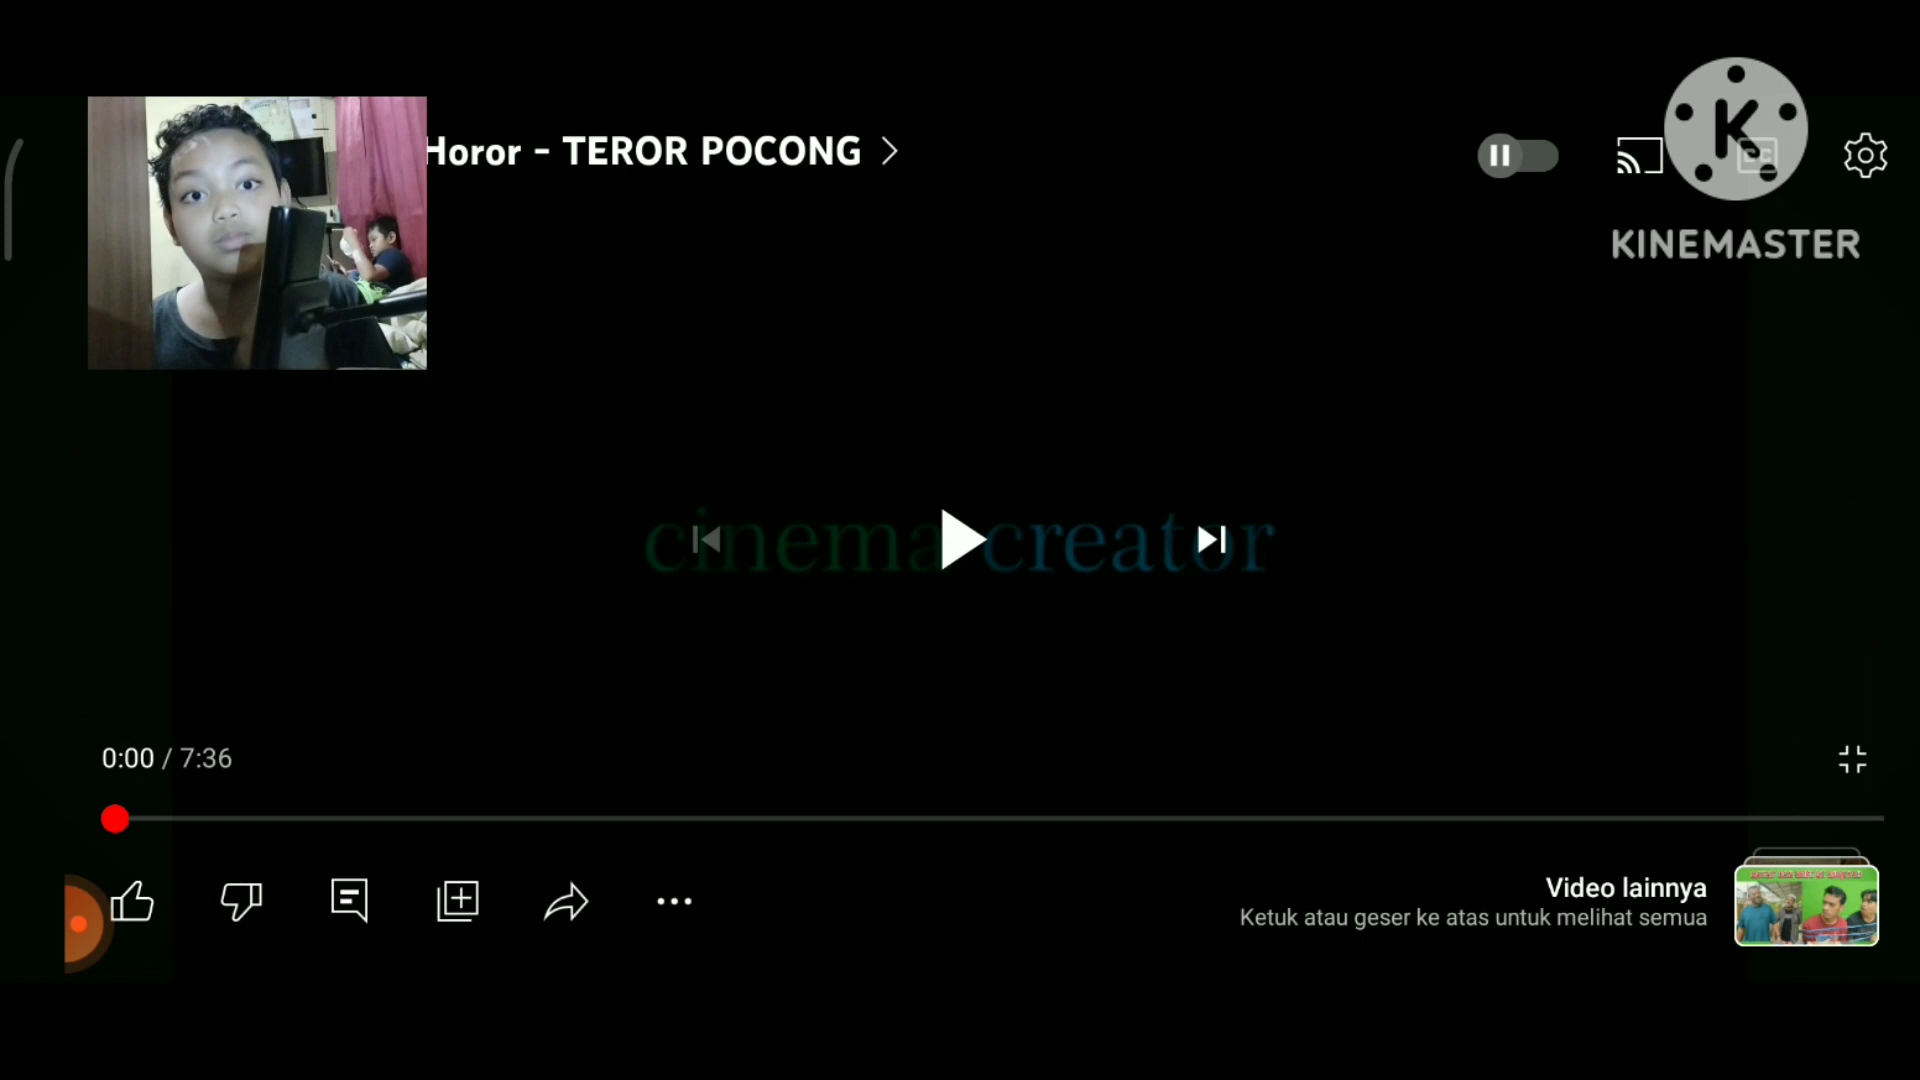 Horor - TEROR POCONG
CC
K
KINEMASTER
cinema creator
0:00 / 7:36
Video lainnya
Ketuk atau geser ke atas untuk melihat semua